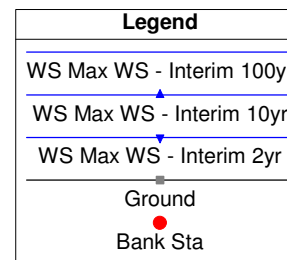 Legend
WS Max WS - Interim 100y
WS Max WS - Interim 10yr
WS Max WS - Interim 2yr
Ground
Bank Sta